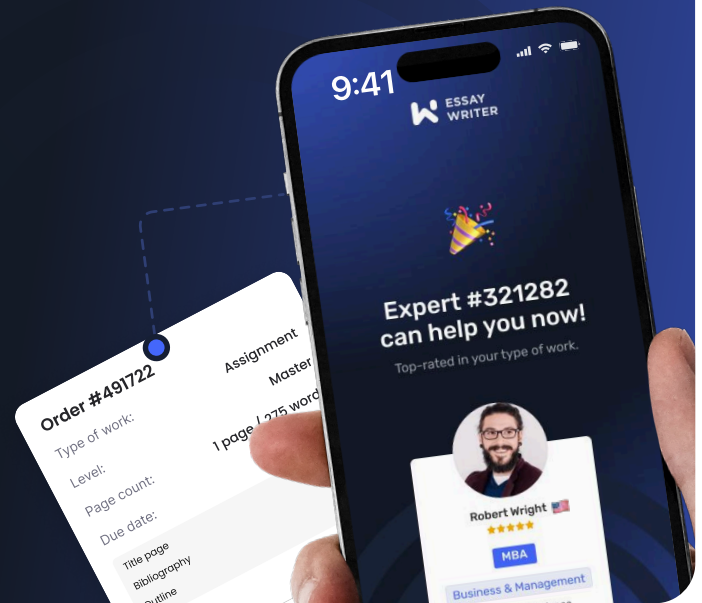 9:41
ESSAY
WRITER
Expert #321282
can help you now!
Top-rated in your type of work.
Robert Wright
MBA
Business & Management
Order #491722
Type of work:
Assignment
Level:
Master
Page count:
1 page / 275 word
Due date:
Title page
Bibliography
Outline